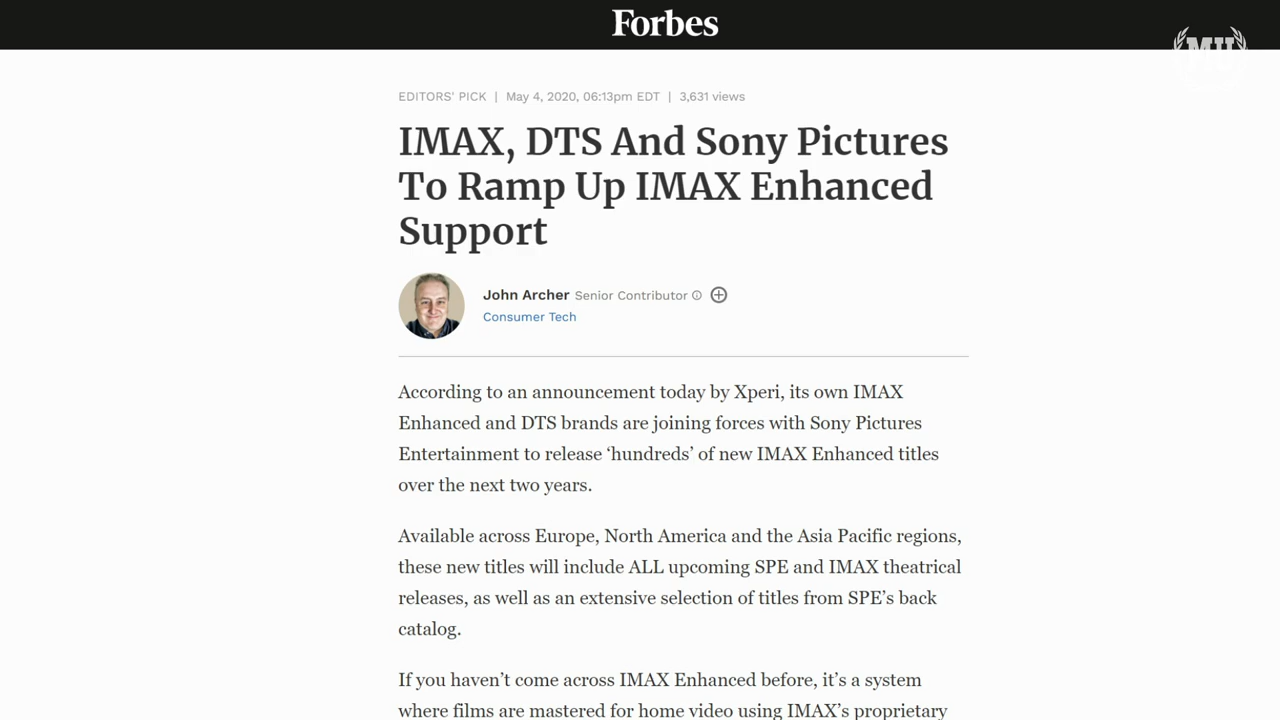 Forbes
MU
EDITORS' PICK | May 4, 2020, 06:13pm EDT | 3,631 views
IMAX, DTS And Sony Pictures
To Ramp Up IMAX Enhanced
Support
John Archer Senior Contributor
Consumer Tech
According to an announcement today by Xperi, its own IMAX
Enhanced and DTS brands are joining forces with Sony Pictures
Entertainment to release ‘hundreds’ of new IMAX Enhanced titles
over the next two years.
Available across Europe, North America and the Asia Pacific regions,
these new titles will include ALL upcoming SPE and IMAX theatrical
releases, as well as an extensive selection of titles from SPE’s back
catalog.
If you haven’t come across IMAX Enhanced before, it’s a system
where films are mastered for home video using IMAX’s proprietary